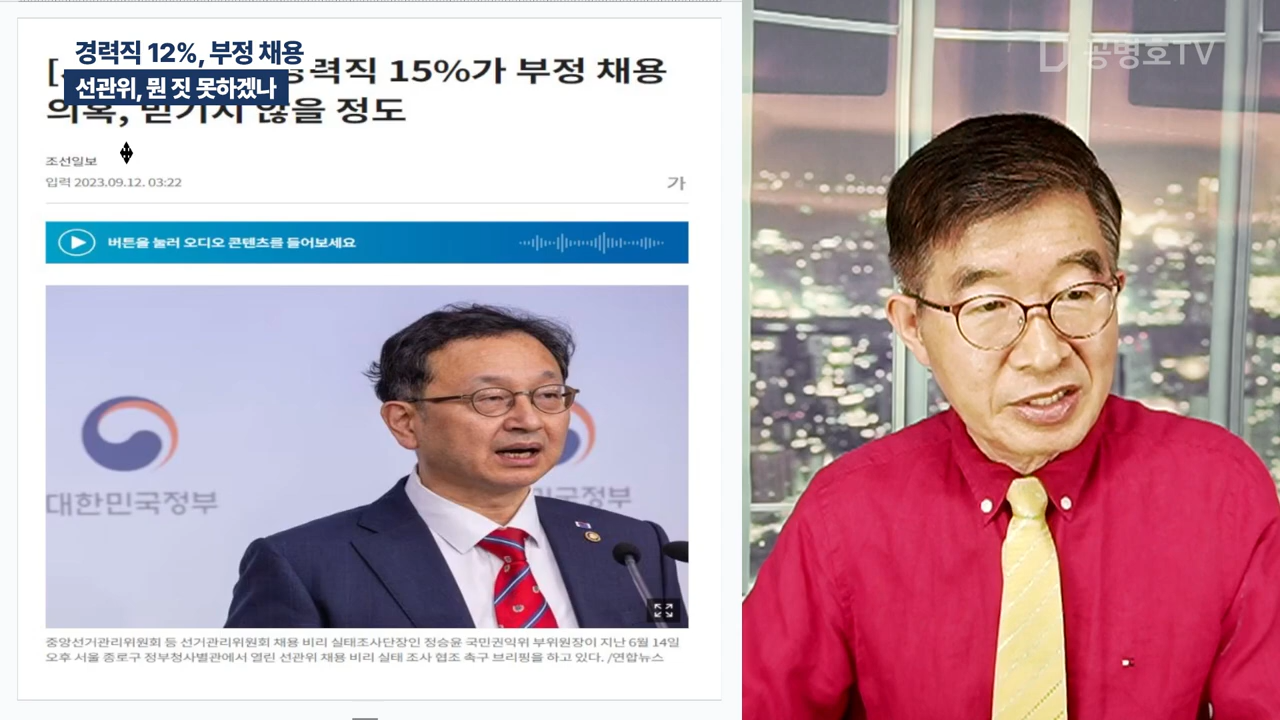 경력직 12%, 부정 채용
선관위, 뭔 짓 못하겠나
경력직 15%가 부정 채용
의혹, 믿기지 않을 정도
조선일보
입력 2023.09.12. 03:22
가
버튼을 눌러 오디오 콘텐츠를 들어보세요
대한민국정부
국정부
중앙선거관리위원회 등 선거관리위원회 채용 비리 실태조사단장인 정승윤 국민권익위 부위원장이 지난 6월 14일
오후 서울 종로구 정부청사별관에서 열린 선관위 채용 비리 실태 조사 협조 촉구 브리핑을 하고 있다. /연합뉴스
공병호TV